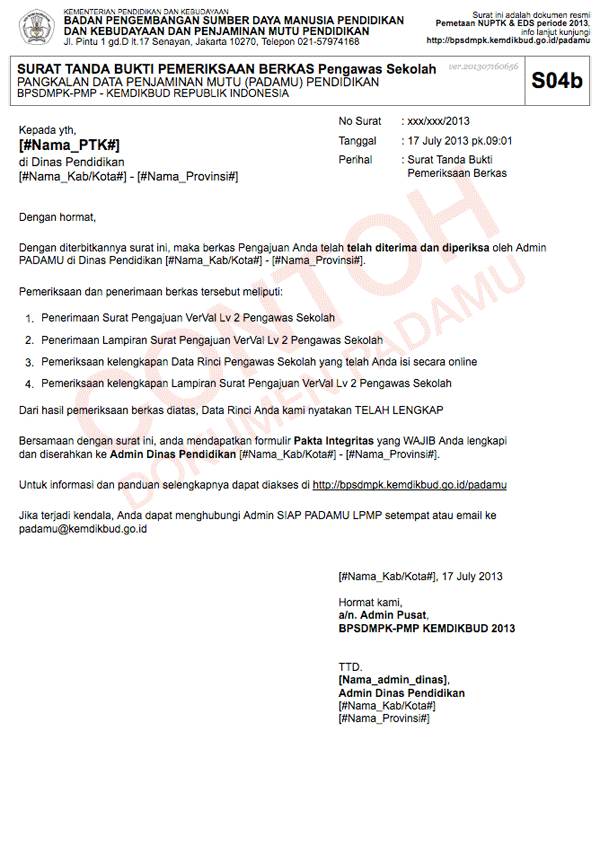 KEMENTERIAN PENDIDIKAN DAN KEBUDAYAAN
BADAN PENGEMBANGAN SUMBER DAYA MANUSIA PENDIDIKAN
DAN KEBUDAYAAN DAN PENJAMINAN MUTU PENDIDIKAN
Jl. Pintu 1 gd.D lt.17 Senayan, Jakarta 10270, Telepon 021-57974168
Surat ini adalah dokumen resmi
Pemetaan NUPTK & EDS periode 2013,
info lanjut kunjungi
http://bpsdmpk.kemdikbud.go.id/padamu
SURAT TANDA BUKTI PEMERIKSAAN BERKAS Pengawas Sekolah
ver.201307160656
PANGKALAN DATA PENJAMINAN MUTU (PADAMU) PENDIDIKAN
BPSDMPK-PMP - KEMDIKBUD REPUBLIK INDONESIA
S04b
Kepada yth,
[#Nama_PTK#]
di Dinas Pendidikan
[#Nama_Kab/Kota#] - [#Nama_Provinsi#]
No Surat : xxx/xxx/2013
Tanggal : 17 July 2013 pk.09:01
Perihal : Surat Tanda Bukti
Pemeriksaan Berkas
Dengan hormat,
Dengan diterbitkannya surat ini, maka berkas Pengajuan Anda telah telah diterima dan diperiksa oleh Admin
PADAMU di Dinas Pendidikan [#Nama_Kab/Kota#] - [#Nama_Provinsi#].
Pemeriksaan dan penerimaan berkas tersebut meliputi:
1. Penerimaan Surat Pengajuan VerVal Lv 2 Pengawas Sekolah
2. Penerimaan Lampiran Surat Pengajuan VerVal Lv 2 Pengawas Sekolah
3. Pemeriksaan kelengkapan Data Rinci Pengawas Sekolah yang telah Anda isi secara online
4. Pemeriksaan kelengkapan Lampiran Surat Pengajuan VerVal Lv 2 Pengawas Sekolah
Dari hasil pemeriksaan berkas diatas, Data Rinci Anda kami nyatakan TELAH LENGKAP
Bersamaan dengan surat ini, anda mendapatkan formulir Pakta Integritas yang WAJIB Anda lengkapi
dan diserahkan ke Admin Dinas Pendidikan [#Nama_Kab/Kota#] - [#Nama_Provinsi#].
Untuk informasi dan panduan selengkapnya dapat diakses di http://bpsdmpk.kemdikbud.go.id/padamu
Jika terjadi kendala, Anda dapat menghubungi Admin SIAP PADAMU LPMP setempat atau email ke
padamu@kemdikbud.go.id
[#Nama_Kab/Kota#], 17 July 2013
Hormat kami,
a/n. Admin Pusat,
BPSDMPK-PMP KEMDIKBUD 2013
TTD.
[Nama_admin_dinas],
Admin Dinas Pendidikan
[#Nama_Kab/Kota#]
[#Nama_Provinsi#]
CONTOH
DOKUMEN PADAMU